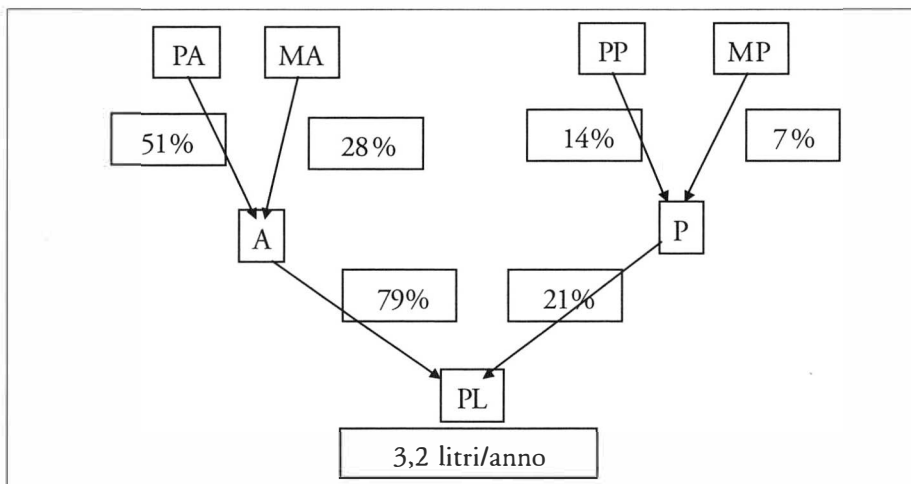 PA MA PP MP
51% 28% 14% 7%
A P
79% 21%
PL
3,2 litri/anno